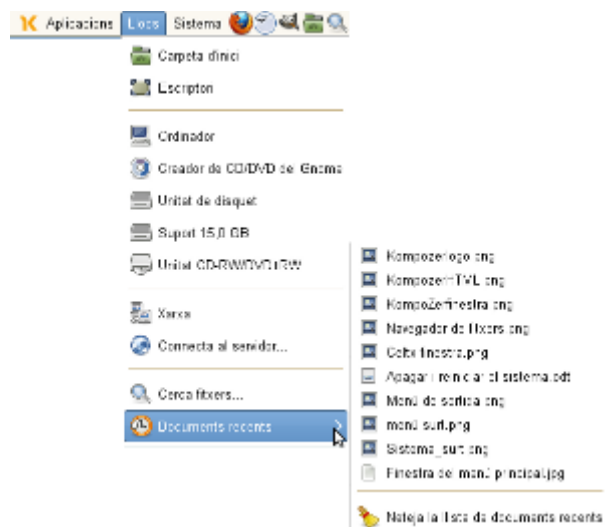 Aplicacions Llocs Sistema
Carpeta d'inici
Escriptori
Ordinador
Creador de CD/DVD del Gnome
Unitat de disquet
Suport 15,0 GB
Unitat CD-RW/DVD±RW
Xarxa
Connecta al servidor...
Cerca fitxers...
Documents recents
Kompozerlogo.png
KompozerHTML.png
KompoZerfinestra.png
Navegador de fitxers.png
Celtx finestra.png
Apagar i reiniciar el sistema.odt
Menú de sortida.png
menú surt.png
Sistema_surt.png
Finestra del menú principal.jpg
Neteja la llista de documents recents